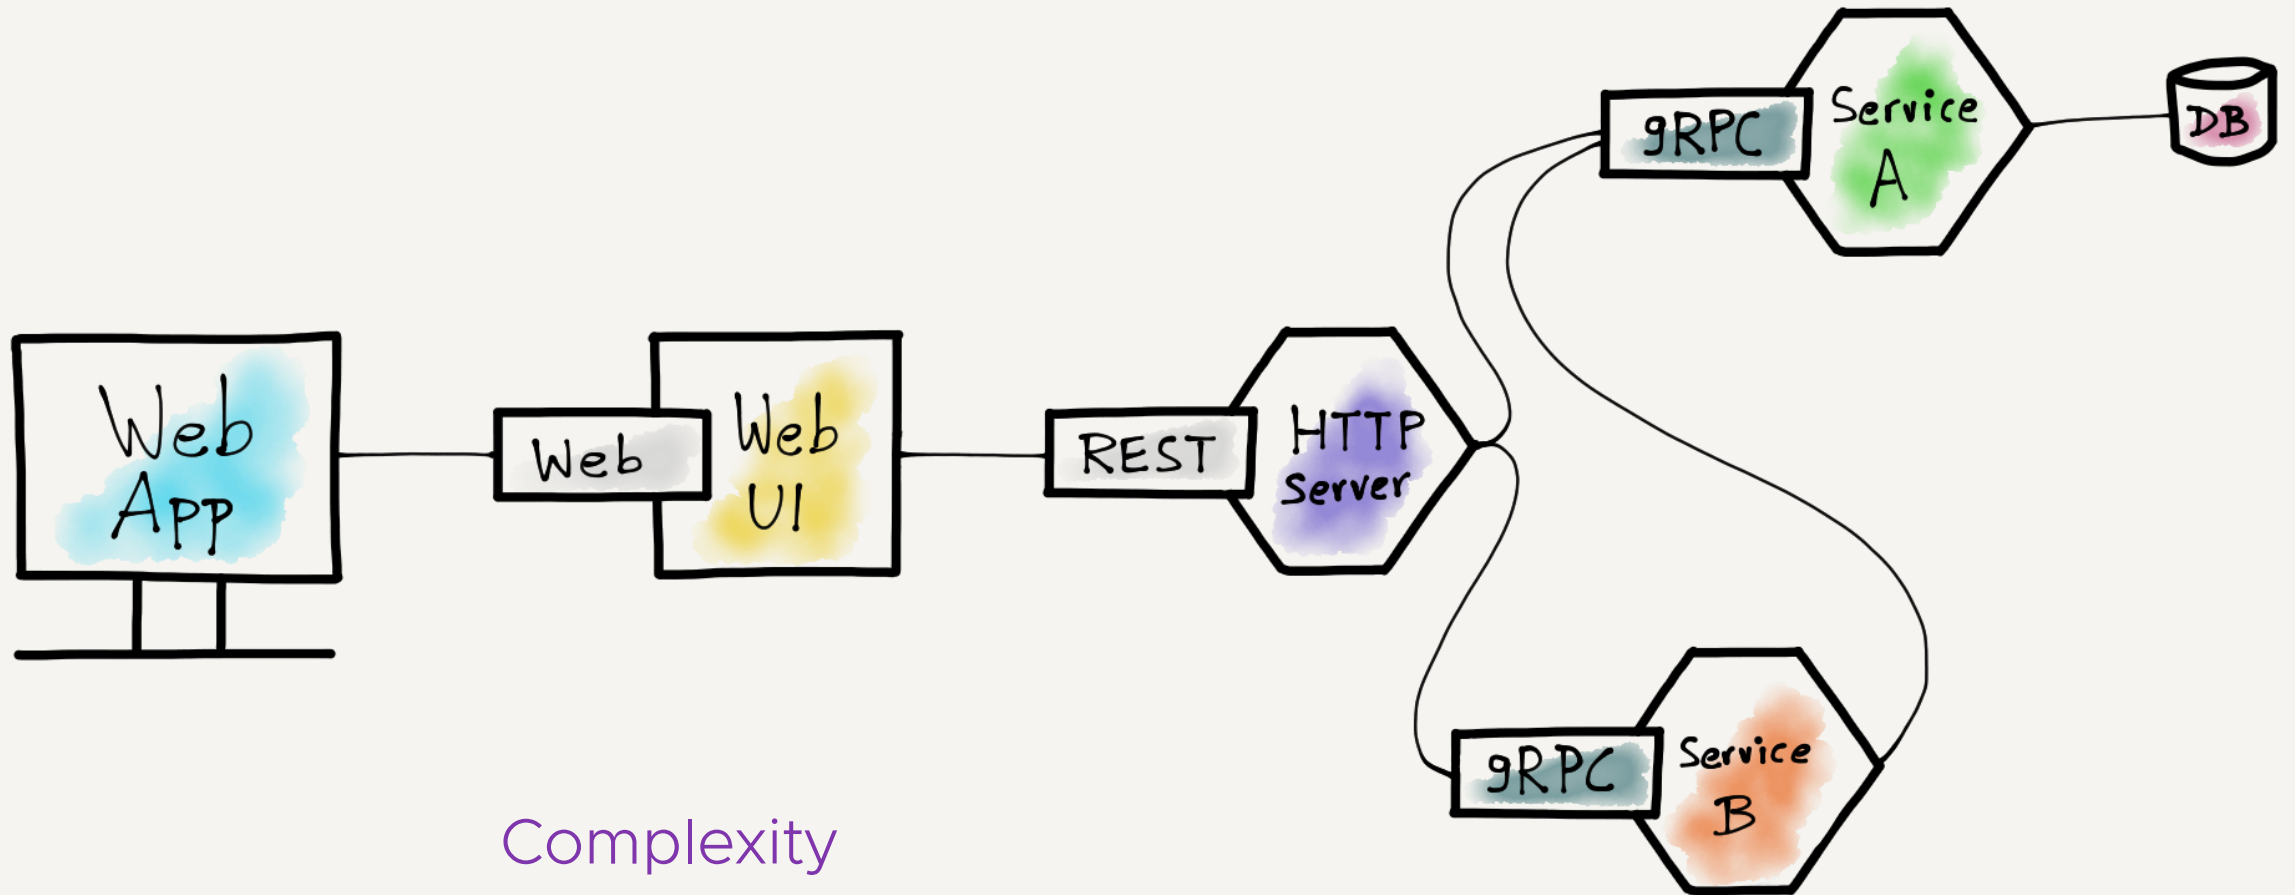 Web
App
Web
Web
UI
REST
HTTP
Server
gRPC
Service
A
DB
gRPC
Service
B
Complexity